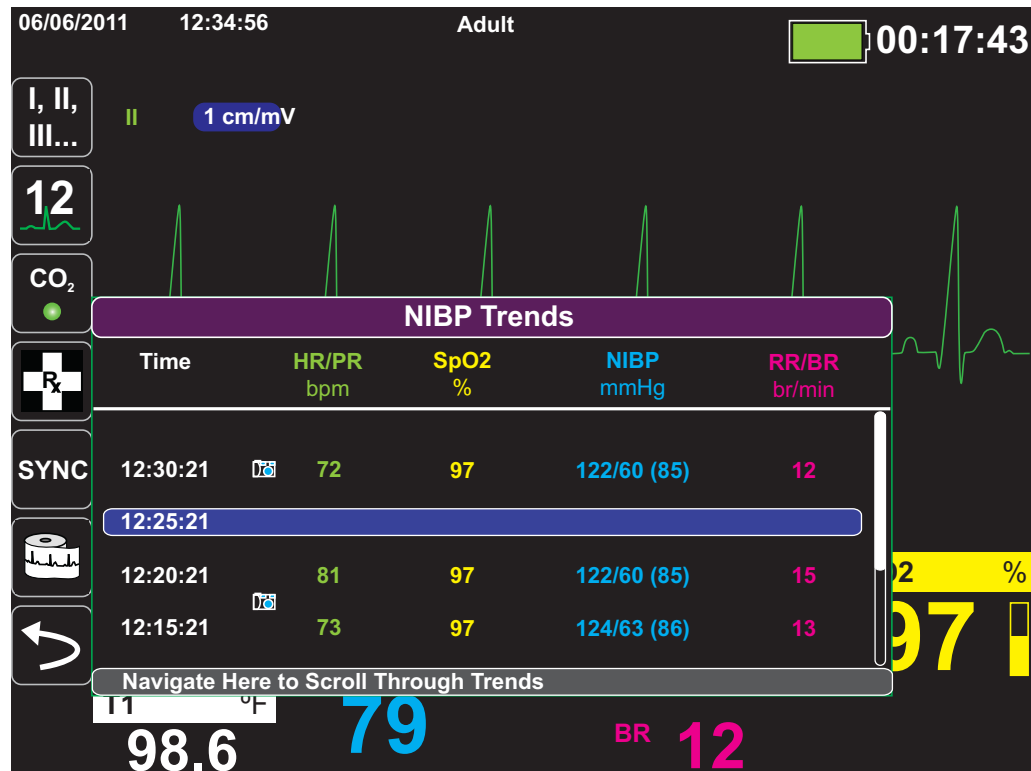 06/06/2011 12:34:56 Adult 00:17:43
I, II,
III...
II 1 cm/mV
12
CO₂
NIBP Trends
Time HR/PR SpO2 NIBP RR/BR
bpm % mmHg br/min
Rx
SYNC
12:30:21 72 97 122/60 (85) 12
12:25:21
12:20:21 81 97 122/60 (85) 15
12:15:21 73 97 124/63 (86) 13
O2 %
97
Navigate Here to Scroll Through Trends
T1 ºF
98.6
79
BR 12